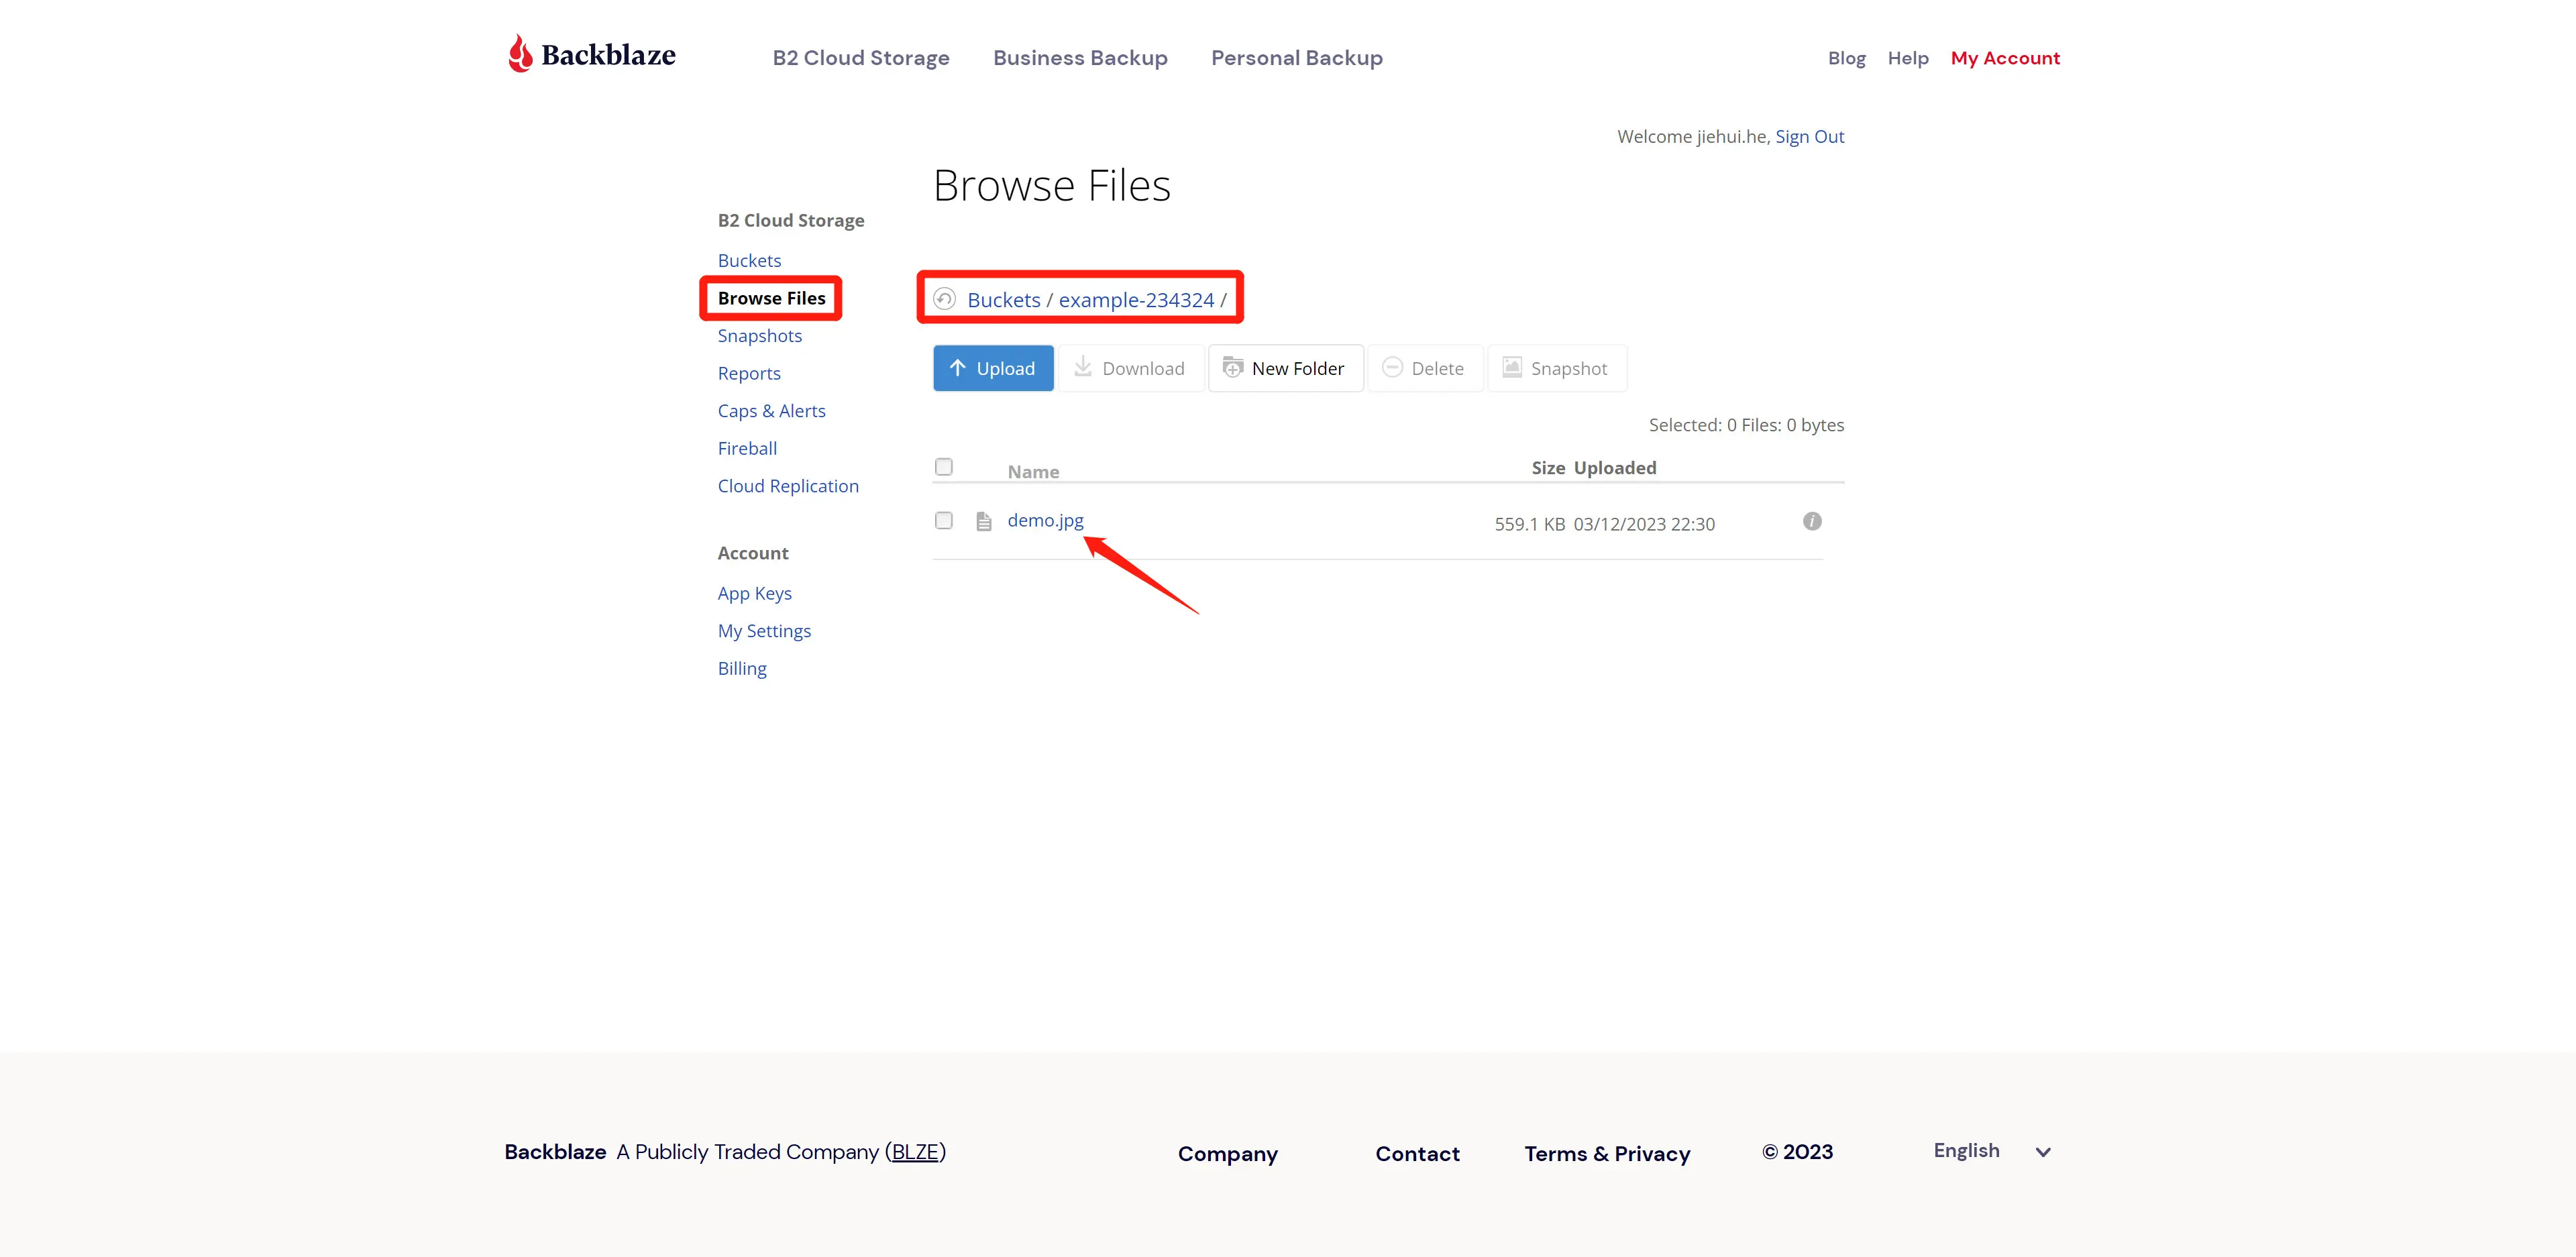 Backblaze B2 Cloud Storage Business Backup Personal Backup Blog Help My Account
Welcome jiehui.he, Sign Out
Browse Files
B2 Cloud Storage
Buckets
Browse Files
Snapshots
Reports
Caps & Alerts
Fireball
Cloud Replication
Account
App Keys
My Settings
Billing
Buckets / example-234324 /
Upload Download New Folder Delete Snapshot
Selected: 0 Files: 0 bytes
Name Size Uploaded
demo.jpg 559.1 KB 03/12/2023 22:30
Backblaze A Publicly Traded Company (BLZE) Company Contact Terms & Privacy © 2023 English